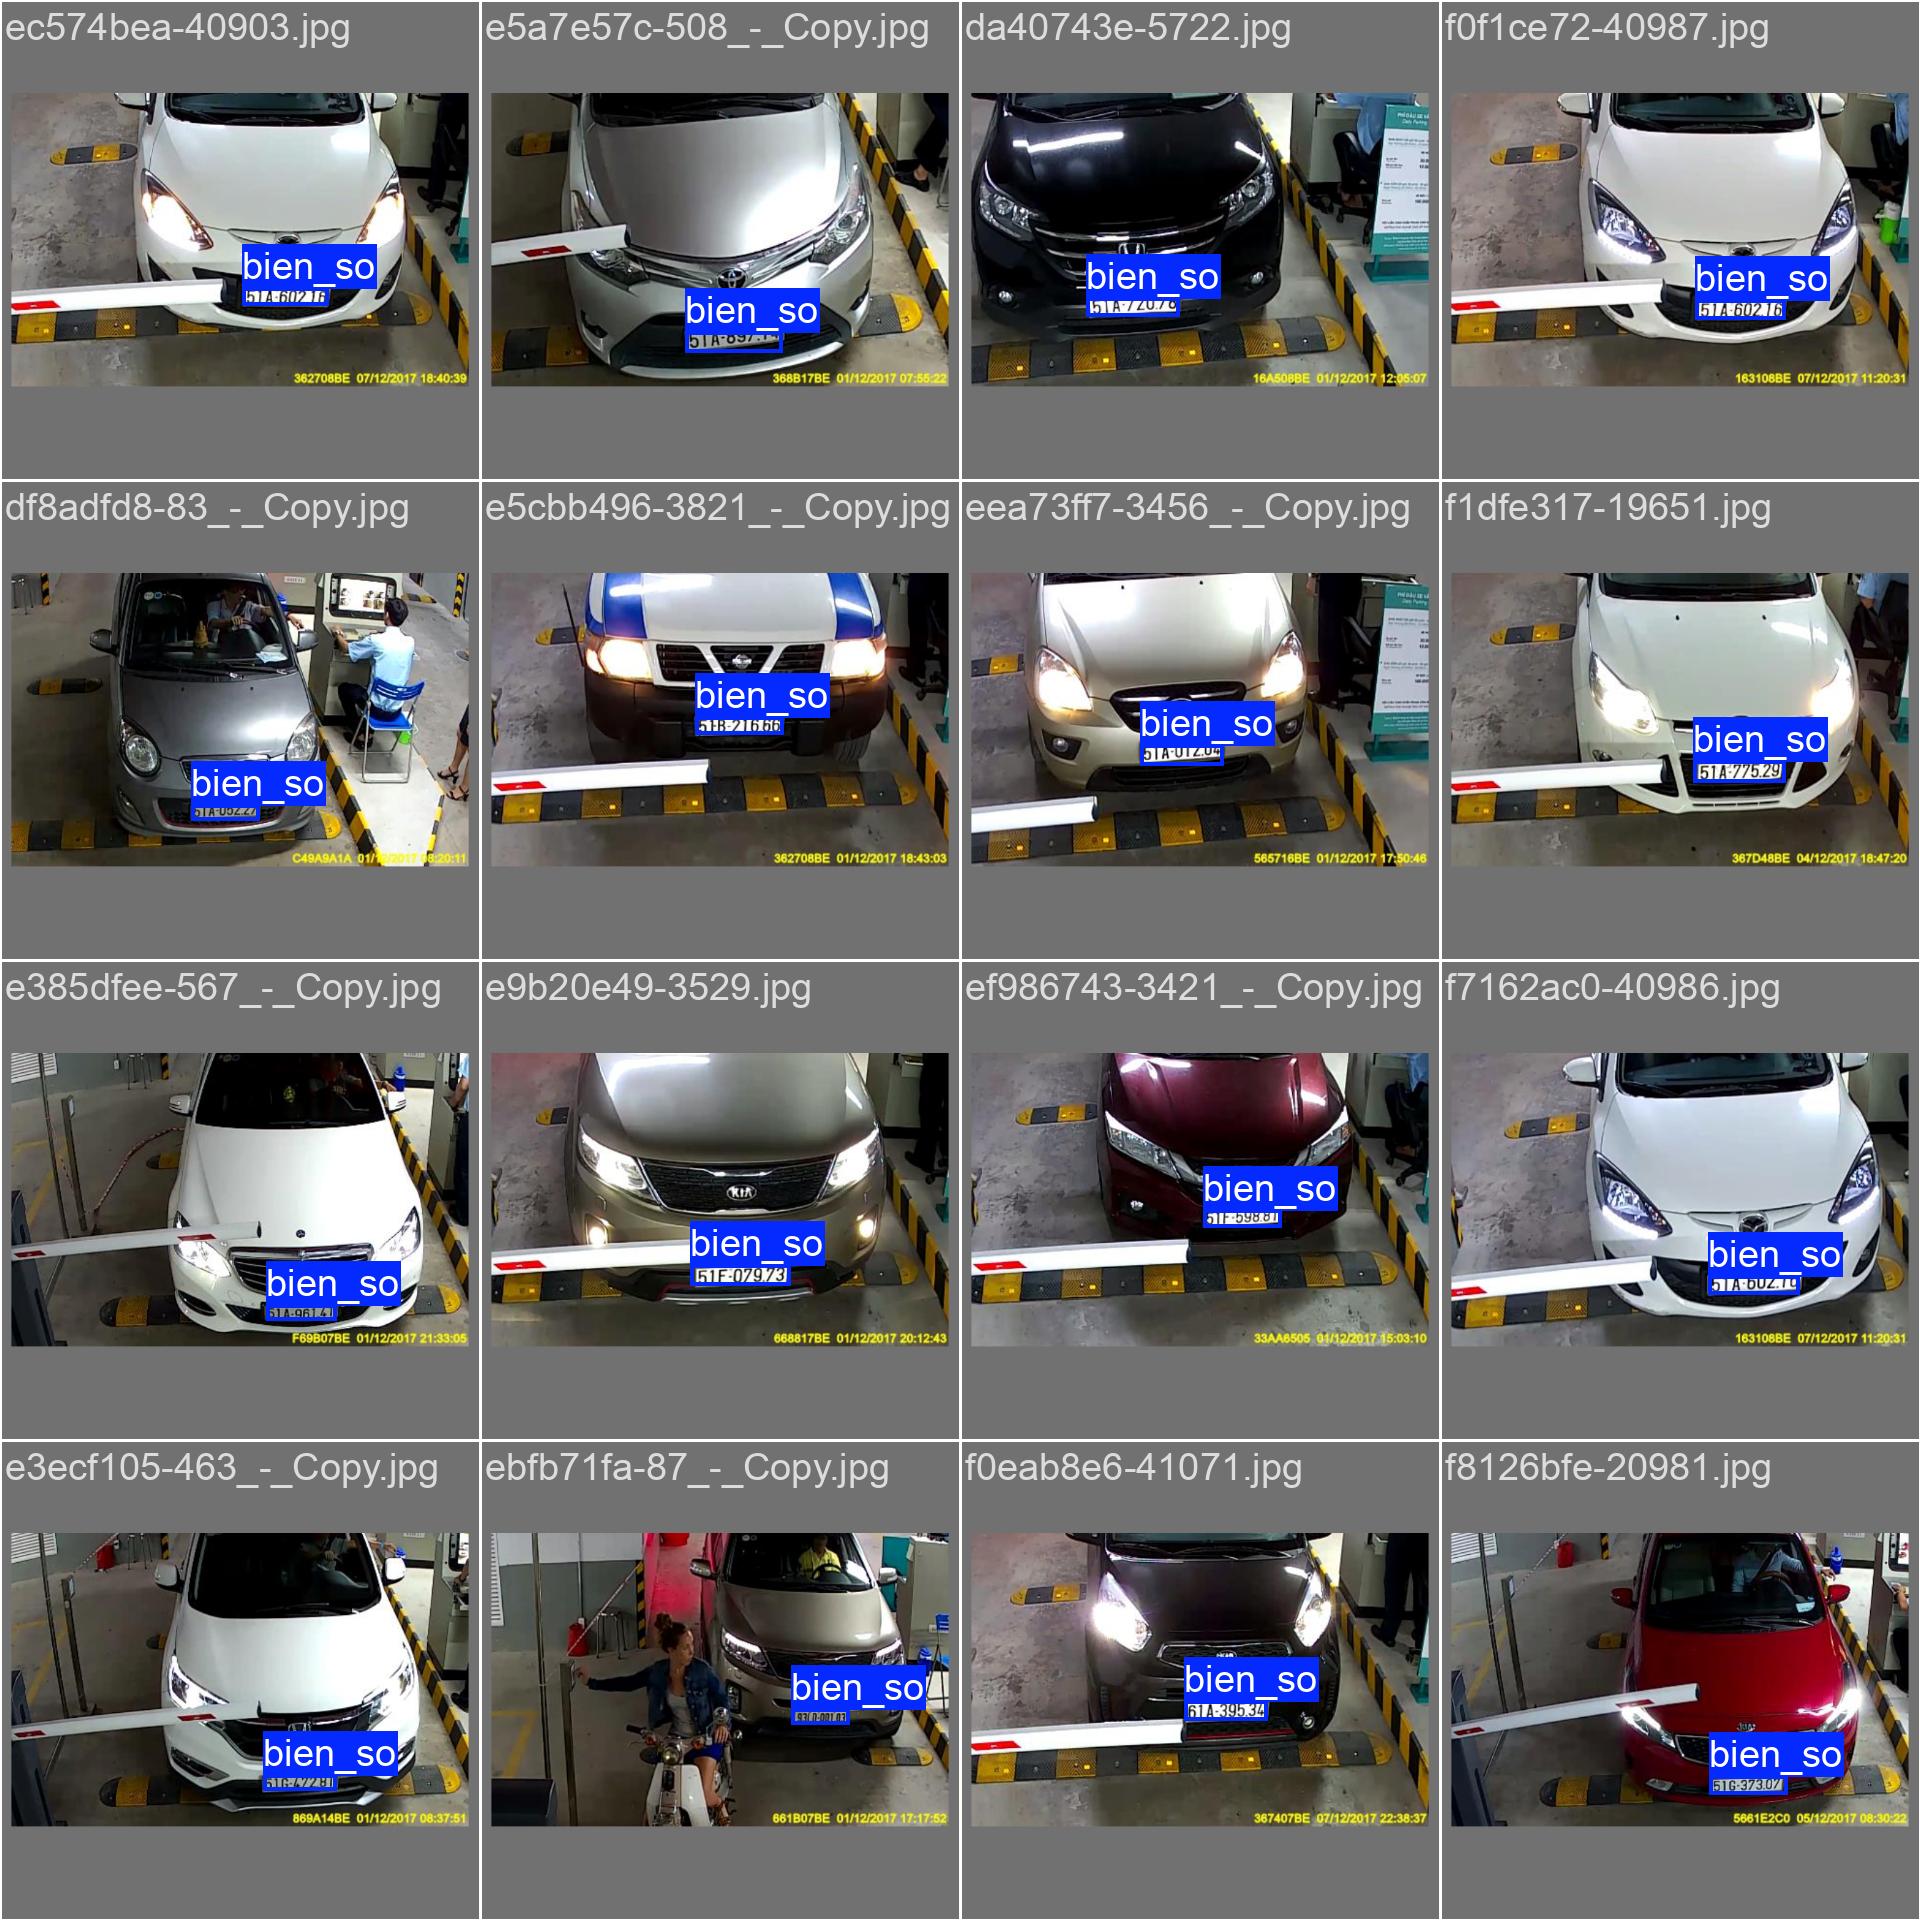 ec574bea-40903.jpg
bien_so
51A-602.16
362708BE 07/12/2017 18:40:39
e5a7e57c-508_-_Copy.jpg
bien_so
368B17BE 01/12/2017 07:55:22
da40743e-5722.jpg
bien_so
51A-720.78
16A508BE 01/12/2017 12:05:07
f0f1ce72-40987.jpg
bien_so
51A-602.16
163108BE 07/12/2017 11:20:31
df8adfd8-83_-_Copy.jpg
bien_so
C49A9A1A 01/12/2017 08:20:11
e5cbb496-3821_-_Copy.jpg
bien_so
51B-216.66
362708BE 01/12/2017 18:43:03
eea73ff7-3456_-_Copy.jpg
bien_so
51A-012.04
565716BE 01/12/2017 17:50:46
f1dfe317-19651.jpg
bien_so
51A-775.29
367D48BE 04/12/2017 18:47:20
e385dfee-567_-_Copy.jpg
bien_so
51A-961.41
F69B07BE 01/12/2017 21:33:05
e9b20e49-3529.jpg
KIA
bien_so
51F-079.73
668817BE 01/12/2017 20:12:43
ef986743-3421_-_Copy.jpg
bien_so
51F-598.81
33AA6505 01/12/2017 15:03:10
f7162ac0-40986.jpg
bien_so
51A-602.16
163108BE 07/12/2017 11:20:31
e3ecf105-463_-_Copy.jpg
bien_so
51G-472.81
869A14BE 01/12/2017 08:37:51
ebfb71fa-87_-_Copy.jpg
bien_so
661B07BE 01/12/2017 17:17:52
f0eab8e6-41071.jpg
bien_so
61A-395.34
367407BE 07/12/2017 22:38:37
f8126bfe-20981.jpg
bien_so
51G-373.07
5661E2C0 05/12/2017 08:30:22